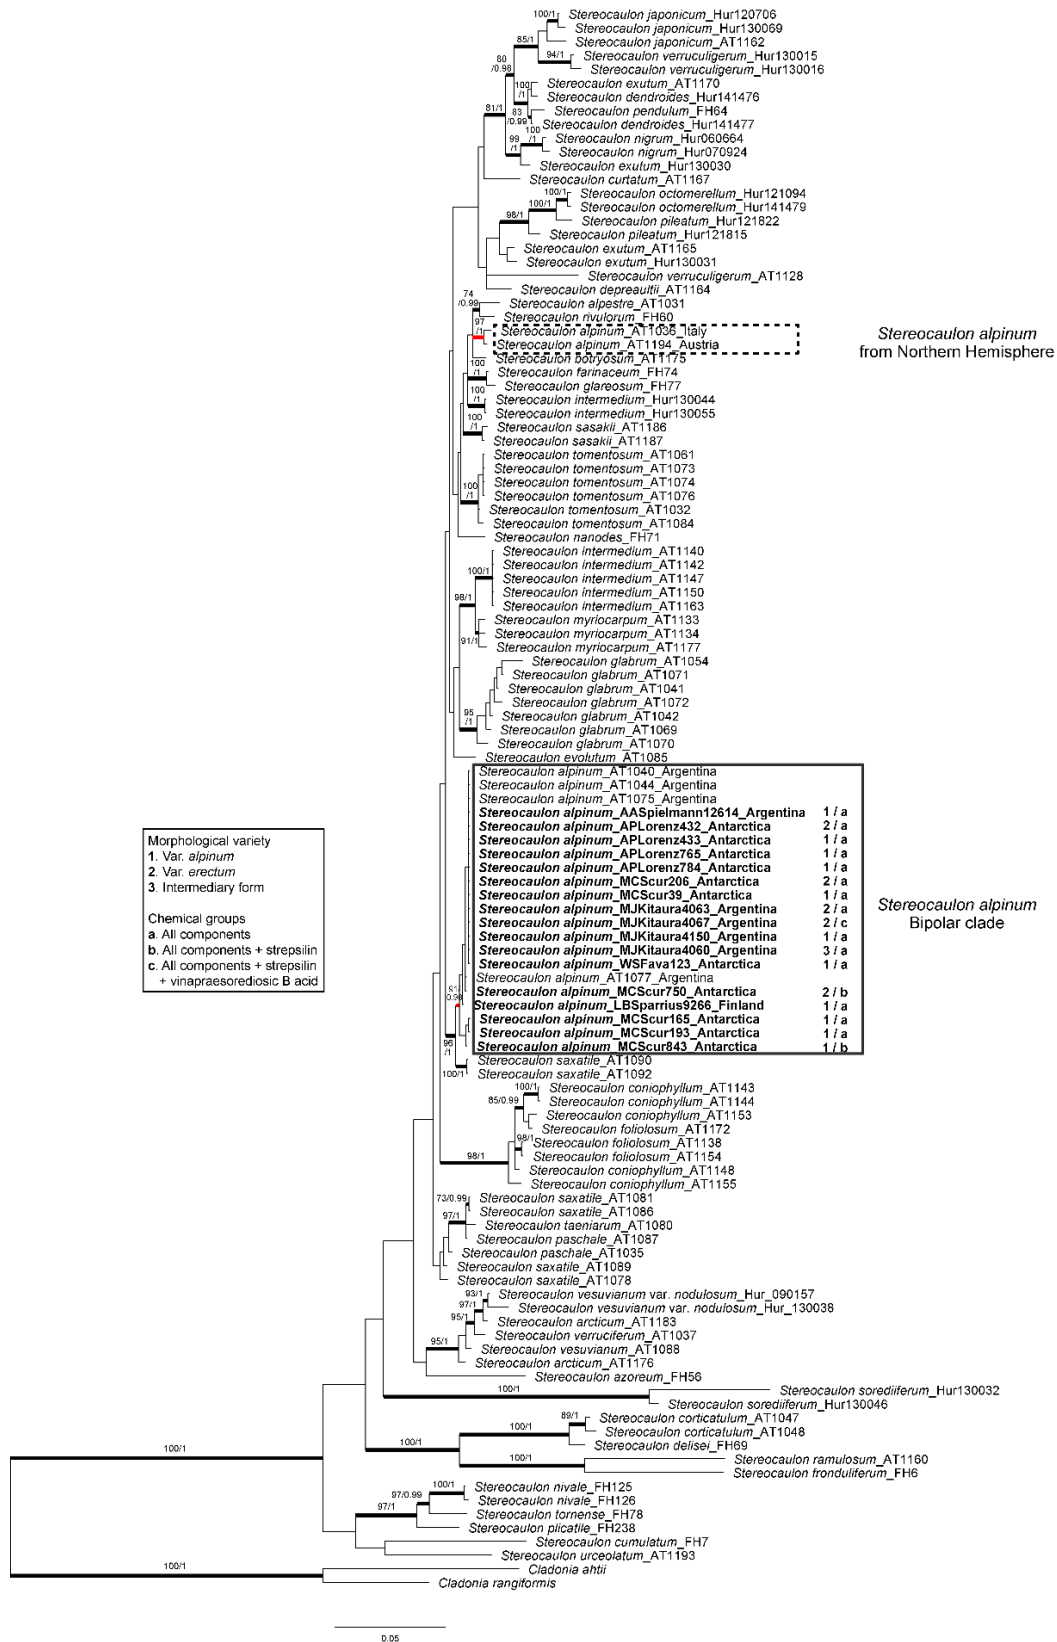 100/1 Stereocaulon japonicum_Hur120706
Stereocaulon japonicum_Hur130069
85/1 Stereocaulon japonicum_AT1162
94/1 Stereocaulon verruculigerum_Hur130015
80
/0.98 Stereocaulon verruculigerum_Hur130016
100
/1 Stereocaulon exutum_AT1170
Stereocaulon dendroides_Hur141476
83
/0.99 Stereocaulon pendulum_FH64
81/1 Stereocaulon dendroides_Hur141477
100
/1 Stereocaulon nigrum_Hur060664
99
/1 Stereocaulon nigrum_Hur070924
Stereocaulon exutum_Hur130030
Stereocaulon curtatum_AT1167
100/1 Stereocaulon octomerellum_Hur121094
100/1 Stereocaulon octomerellum_Hur141479
98/1 Stereocaulon pileatum_Hur121822
Stereocaulon pileatum_Hur121815
Stereocaulon exutum_AT1165
Stereocaulon exutum_Hur130031
Stereocaulon verruculigerum_AT1128
Stereocaulon depreaultii_AT1164
74
/0.99 Stereocaulon alpestre_AT1031
Stereocaulon rivulorum_FH60
97
/1 Stereocaulon alpinum_AT1036_Italy
Stereocaulon alpinum_AT1194_Austria
Stereocaulon alpinum
from Northern Hemisphere
Stereocaulon botryosum_AT1175
100
/1 Stereocaulon farinaceum_FH74
Stereocaulon glareosum_FH77
100
/1 Stereocaulon intermedium_Hur130044
Stereocaulon intermedium_Hur130055
100
/1 Stereocaulon sasakii_AT1186
Stereocaulon sasakii_AT1187
Stereocaulon tomentosum_AT1061
Stereocaulon tomentosum_AT1073
Stereocaulon tomentosum_AT1074
100
/1 Stereocaulon tomentosum_AT1076
Stereocaulon tomentosum_AT1032
Stereocaulon tomentosum_AT1084
Stereocaulon nanodes_FH71
Stereocaulon intermedium_AT1140
Stereocaulon intermedium_AT1142
100/1 Stereocaulon intermedium_AT1147
Stereocaulon intermedium_AT1150
98/1 Stereocaulon intermedium_AT1163
Stereocaulon myriocarpum_AT1133
91/1 Stereocaulon myriocarpum_AT1134
Stereocaulon myriocarpum_AT1177
Stereocaulon glabrum_AT1054
Stereocaulon glabrum_AT1071
Stereocaulon glabrum_AT1041
Stereocaulon glabrum_AT1072
95
/1 Stereocaulon glabrum_AT1042
Stereocaulon glabrum_AT1069
Stereocaulon glabrum_AT1070
Stereocaulon evolutum_AT1085
Stereocaulon alpinum_AT1040_Argentina
Stereocaulon alpinum_AT1044_Argentina
Stereocaulon alpinum_AT1075_Argentina
Stereocaulon alpinum_AASpielmann12614_Argentina 1 / a
Stereocaulon alpinum_APLorenz432_Antarctica 2 / a
Stereocaulon alpinum_APLorenz433_Antarctica 1 / a
Stereocaulon alpinum_APLorenz765_Antarctica 1 / a
Stereocaulon alpinum_APLorenz784_Antarctica 1 / a
Stereocaulon alpinum_MCScur206_Antarctica 2 / a
Stereocaulon alpinum_MCScur39_Antarctica 1 / a
Stereocaulon alpinum_MJKitaura4063_Argentina 2 / a
Stereocaulon alpinum_MJKitaura4067_Argentina 2 / c
Stereocaulon alpinum_MJKitaura4150_Argentina 1 / a
Stereocaulon alpinum_MJKitaura4060_Argentina 3 / a
Stereocaulon alpinum_WSFava123_Antarctica 1 / a
Stereocaulon alpinum_AT1077_Argentina
91/
0.99 Stereocaulon alpinum_MCScur750_Antarctica 2 / b
Stereocaulon alpinum_LBSparrius9266_Finland 1 / a
Stereocaulon alpinum_MCScur165_Antarctica 1 / a
Stereocaulon alpinum_MCScur193_Antarctica 1 / a
96
/1 Stereocaulon alpinum_MCScur843_Antarctica 1 / b
Stereocaulon alpinum
Bipolar clade
Morphological variety
1. Var. alpinum
2. Var. erectum
3. Intermediary form
Chemical groups
a. All components
b. All components + strepsilin
c. All components + strepsilin
+ vinapraesorediosic B acid
Stereocaulon saxatile_AT1090
100/1 Stereocaulon saxatile_AT1092
100/1 Stereocaulon coniophyllum_AT1143
85/0.99 Stereocaulon coniophyllum_AT1144
Stereocaulon coniophyllum_AT1153
Stereocaulon foliolosum_AT1172
98/1 Stereocaulon foliolosum_AT1138
98/1 Stereocaulon foliolosum_AT1154
Stereocaulon coniophyllum_AT1148
Stereocaulon coniophyllum_AT1155
73/0.99 Stereocaulon saxatile_AT1081
Stereocaulon saxatile_AT1086
97/1 Stereocaulon taeniarum_AT1080
Stereocaulon paschale_AT1087
Stereocaulon paschale_AT1035
Stereocaulon saxatile_AT1089
Stereocaulon saxatile_AT1078
93/1 Stereocaulon vesuvianum var. nodulosum_Hur_090157
97/1 Stereocaulon vesuvianum var. nodulosum_Hur_130038
95/1 Stereocaulon arcticum_AT1183
Stereocaulon verruciferum_AT1037
95/1 Stereocaulon vesuvianum_AT1088
Stereocaulon arcticum_AT1176
Stereocaulon azoreum_FH56
100/1 Stereocaulon sorediiferum_Hur130032
Stereocaulon sorediiferum_Hur130046
89/1 Stereocaulon corticatulum_AT1047
100/1 Stereocaulon corticatulum_AT1048
100/1 Stereocaulon delisei_FH69
100/1 Stereocaulon ramulosum_AT1160
Stereocaulon fronduliferum_FH6
100/1
100/1 Stereocaulon nivale_FH125
97/0.99 Stereocaulon nivale_FH126
97/1 Stereocaulon tornense_FH78
Stereocaulon plicatile_FH238
Stereocaulon cumulatum_FH7
Stereocaulon urceolatum_AT1193
100/1 Cladonia ahtii
Cladonia rangiformis
0.05